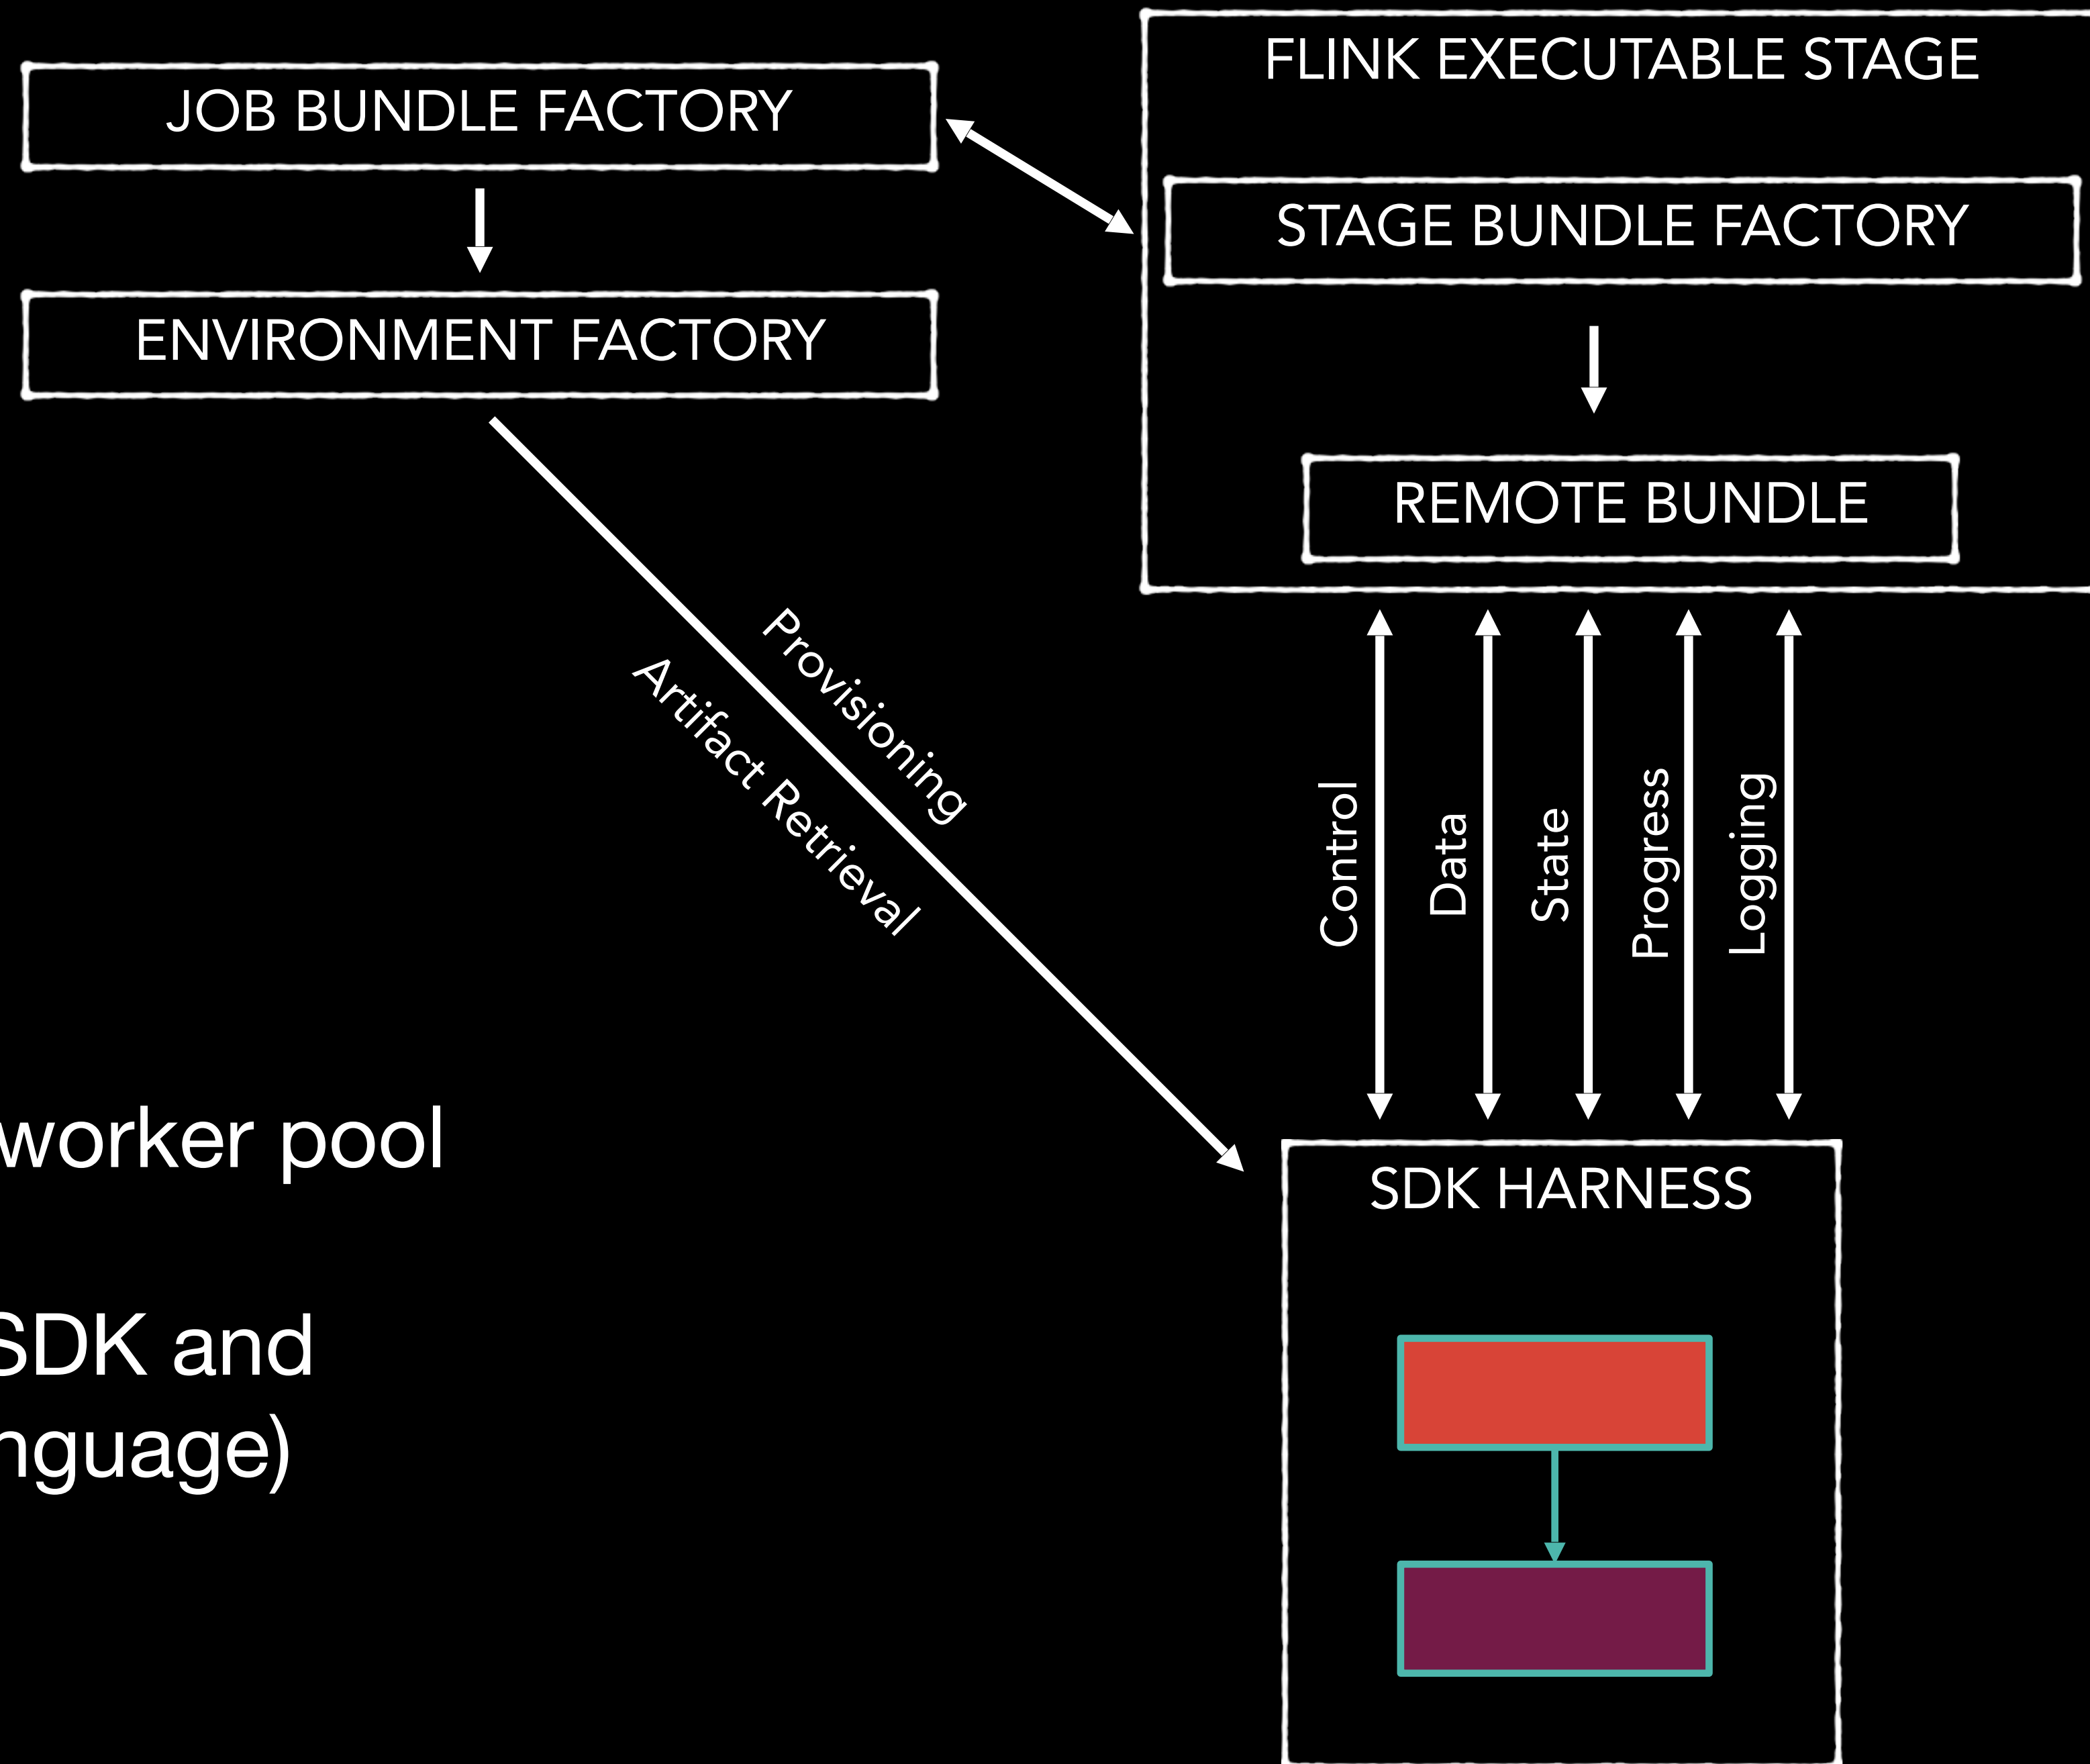 FLINK EXECUTABLE STAGE
JOB BUNDLE FACTORY
STAGE BUNDLE FACTORY
ENVIRONMENT FACTORY
REMOTE BUNDLE
Provisioning
Artifact Retrieval
Control
Data
State
Progress
Logging
worker pool
SDK HARNESS
SDK and
nguage)